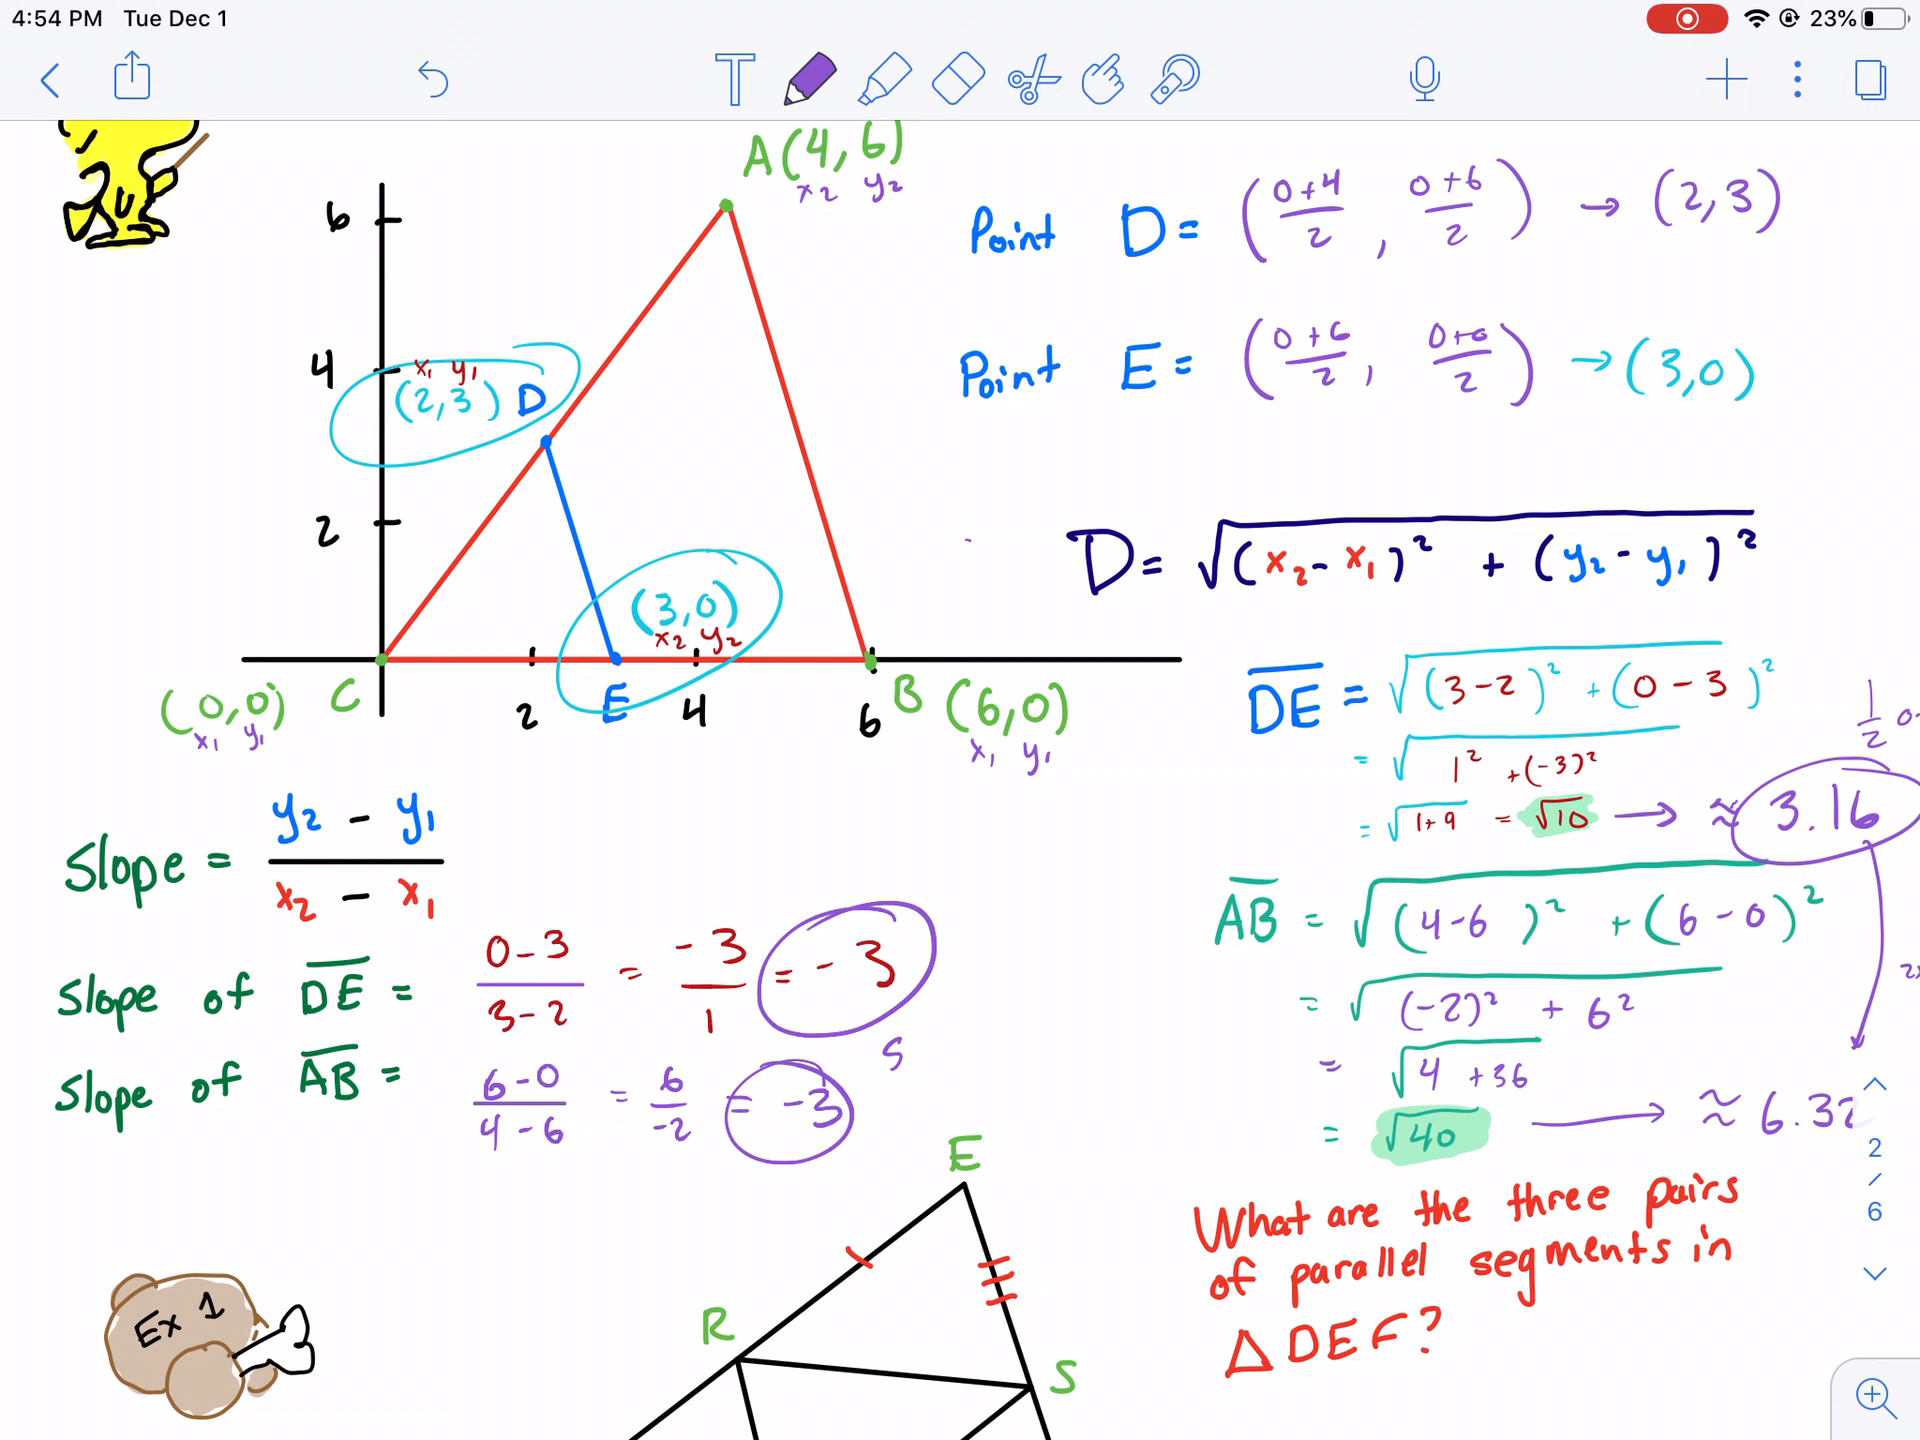 4:54 PM Tue Dec 1
23%
A(4,6)
x2 y2
6
4
2
x1 y1
(2,3) D
(3,0)
x2 y2
(0,0) C
x1 y1
2 E 4 6
B (6,0)
x1 y1
Point D = (0+4/2, 0+6/2) → (2,3)
Point E = (0+6/2, 0+0/2) → (3,0)
D = √(x2 - x1)² + (y2 - y1)²
DE = √(3-2)² + (0-3)²
= √1² + (-3)²
= √1+9 = √10 → ≈ 3.16
1/2
AB = √(4-6)² + (6-0)²
= √(-2)² + 6²
= √4 + 36
= √40 → ≈ 6.32
Slope = y2 - y1 / x2 - x1
Slope of DE = 0-3/3-2 = -3/1 = -3
S
Slope of AB = 6-0/4-6 = 6/-2 = -3
2
/
6
Ex 1
E
R
S
What are the three pairs
of parallel segments in
△DEF?